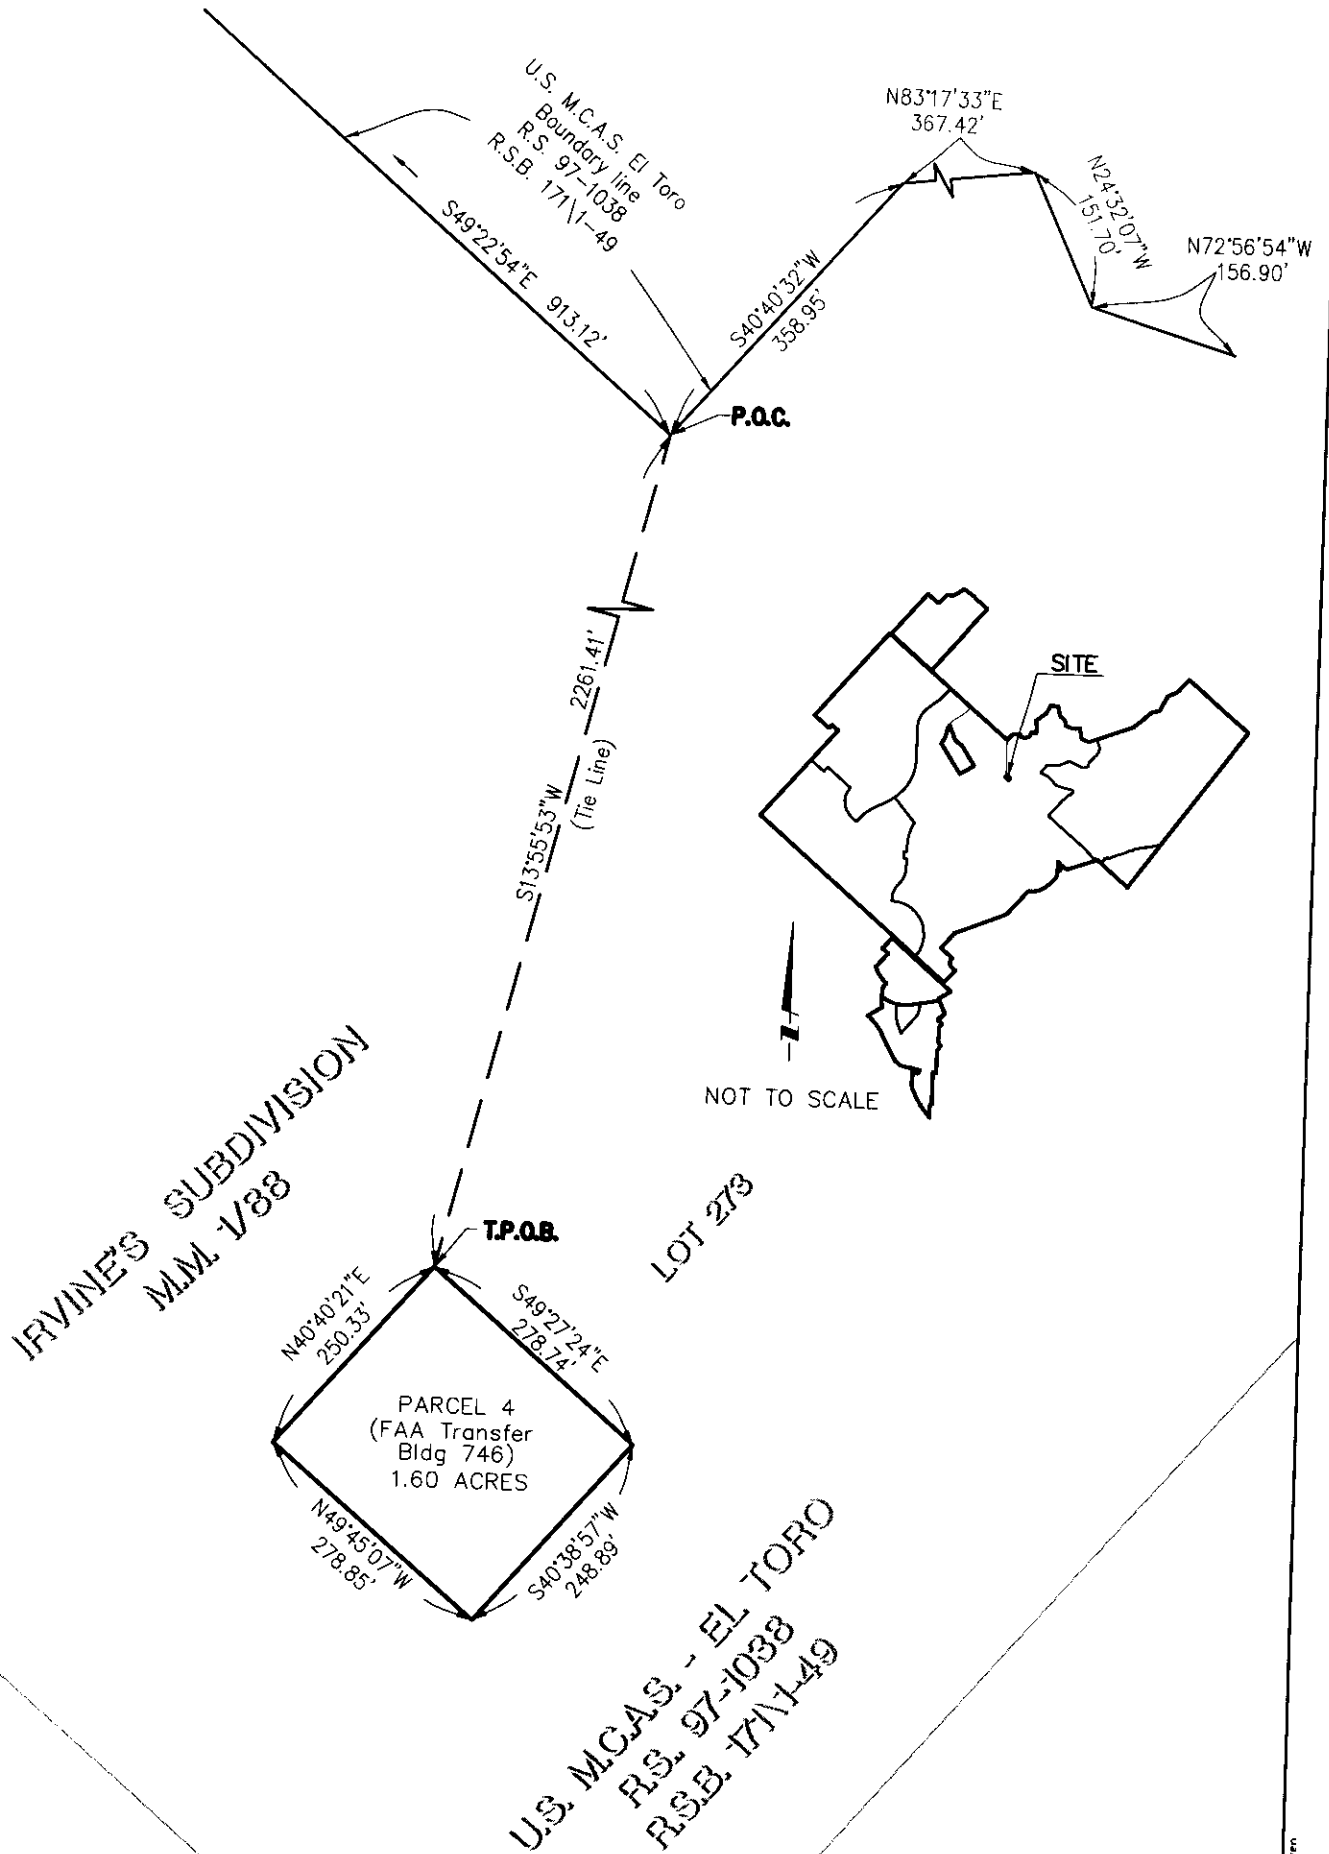 U.S. M.C.A.S. El Toro
Boundary line
R.S. 97-1038
R.S.B. 171\1-49
N83°17'33"E
367.42'
N24°32'07"W
151.70'
N72°56'54"W
156.90'
S49°22'54"E 913.12'
S40°40'32"W
358.95'
P.O.C.
SITE
S13°55'53"W 2261.41'
(Tie Line)
NOT TO SCALE
IRVINE'S SUBDIVISION
M.M. 1/88
LOT 273
T.P.O.B.
N40°40'21"E
250.33'
S49°27'24"E
278.74'
PARCEL 4
(FAA Transfer
Bldg 746)
1.60 ACRES
N49°45'07"W
278.85'
S40°38'57"W
248.89'
U.S. M.C.A.S. - EL TORO
R.S. 97-1038
R.S.B. 171\1-49